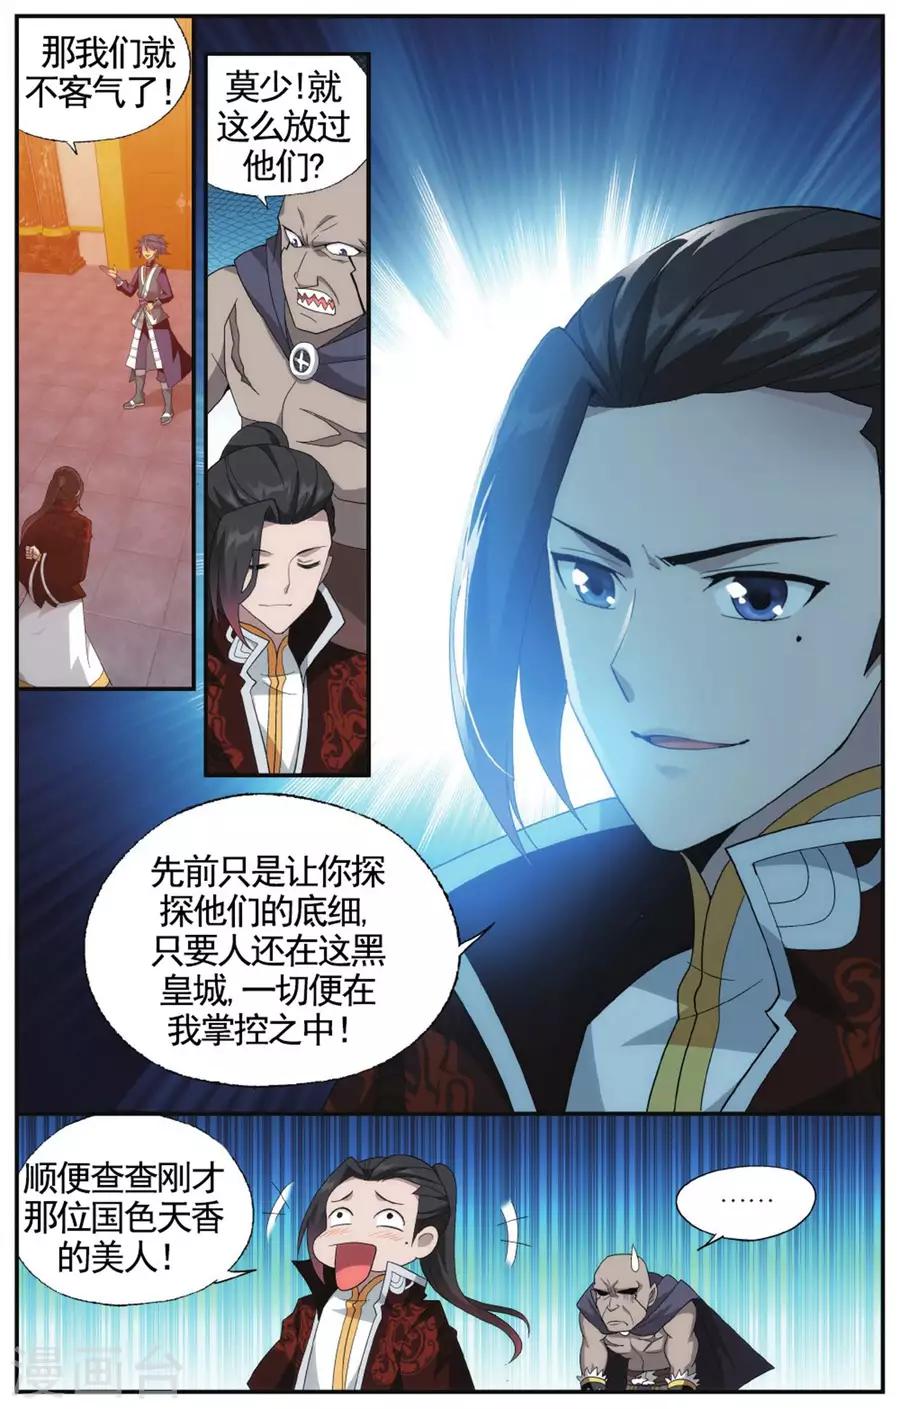 那我们就
不客气了！
莫少！就
这么放过
他们？
先前只是让你探
探他们的底细,
只要人还在这黑
皇城,一切便在
我掌控之中！
顺便查查刚才
那位国色天香
的美人！
……
漫画台